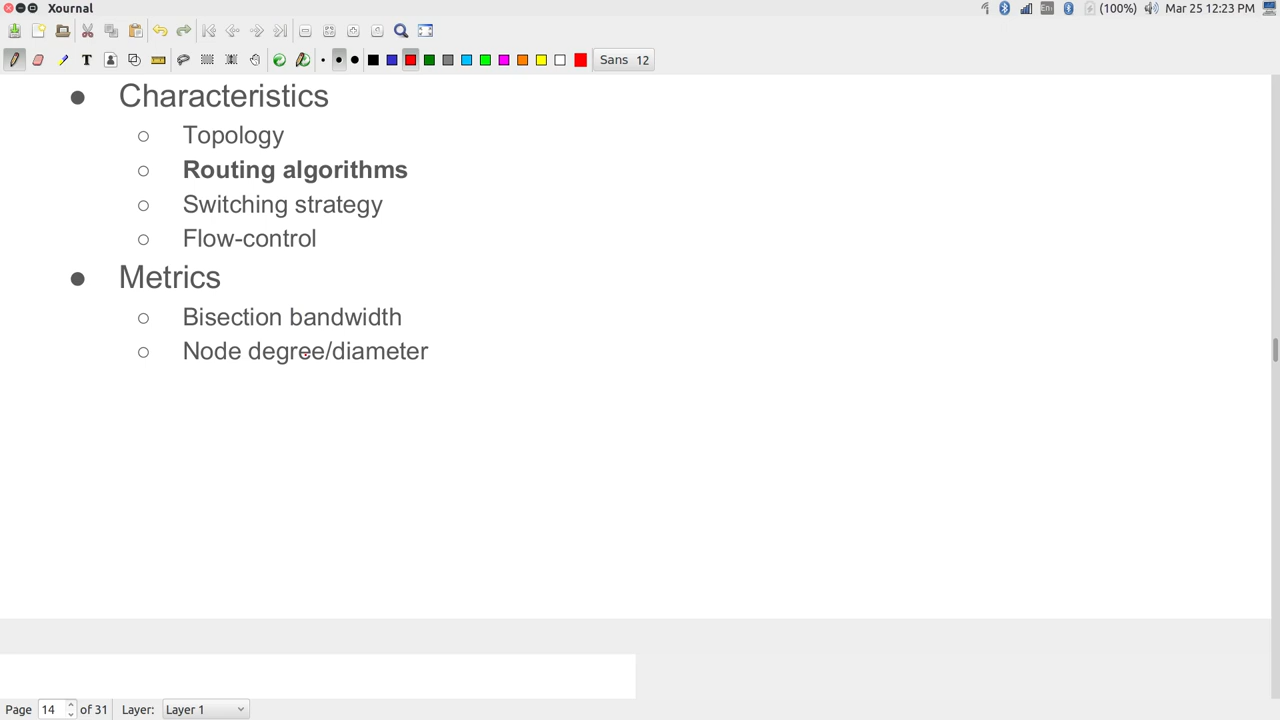 Xournal
En
(100%)
Mar 25 12:23 PM
T
Sans 12
● Characteristics
○ Topology
○ Routing algorithms
○ Switching strategy
○ Flow-control
● Metrics
○ Bisection bandwidth
○ Node degree/diameter
Page 14 of 31 Layer: Layer 1